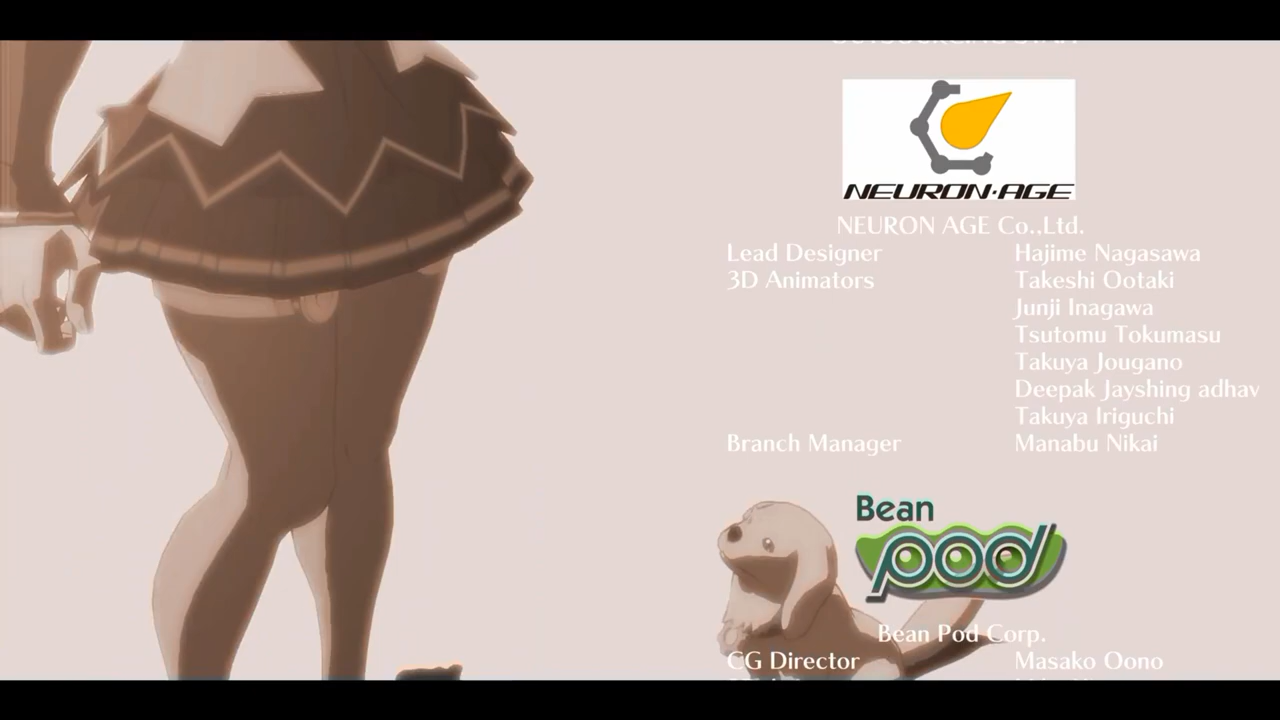 NEURON·AGE
NEURON AGE Co.,Ltd.
Lead Designer Hajime Nagasawa
3D Animators Takeshi Ootaki
Junji Inagawa
Tsutomu Tokumasu
Takuya Jougano
Deepak Jayshing adhav
Takuya Iriguchi
Branch Manager Manabu Nikai
Bean
pod
Bean Pod Corp.
CG Director Masako Oono